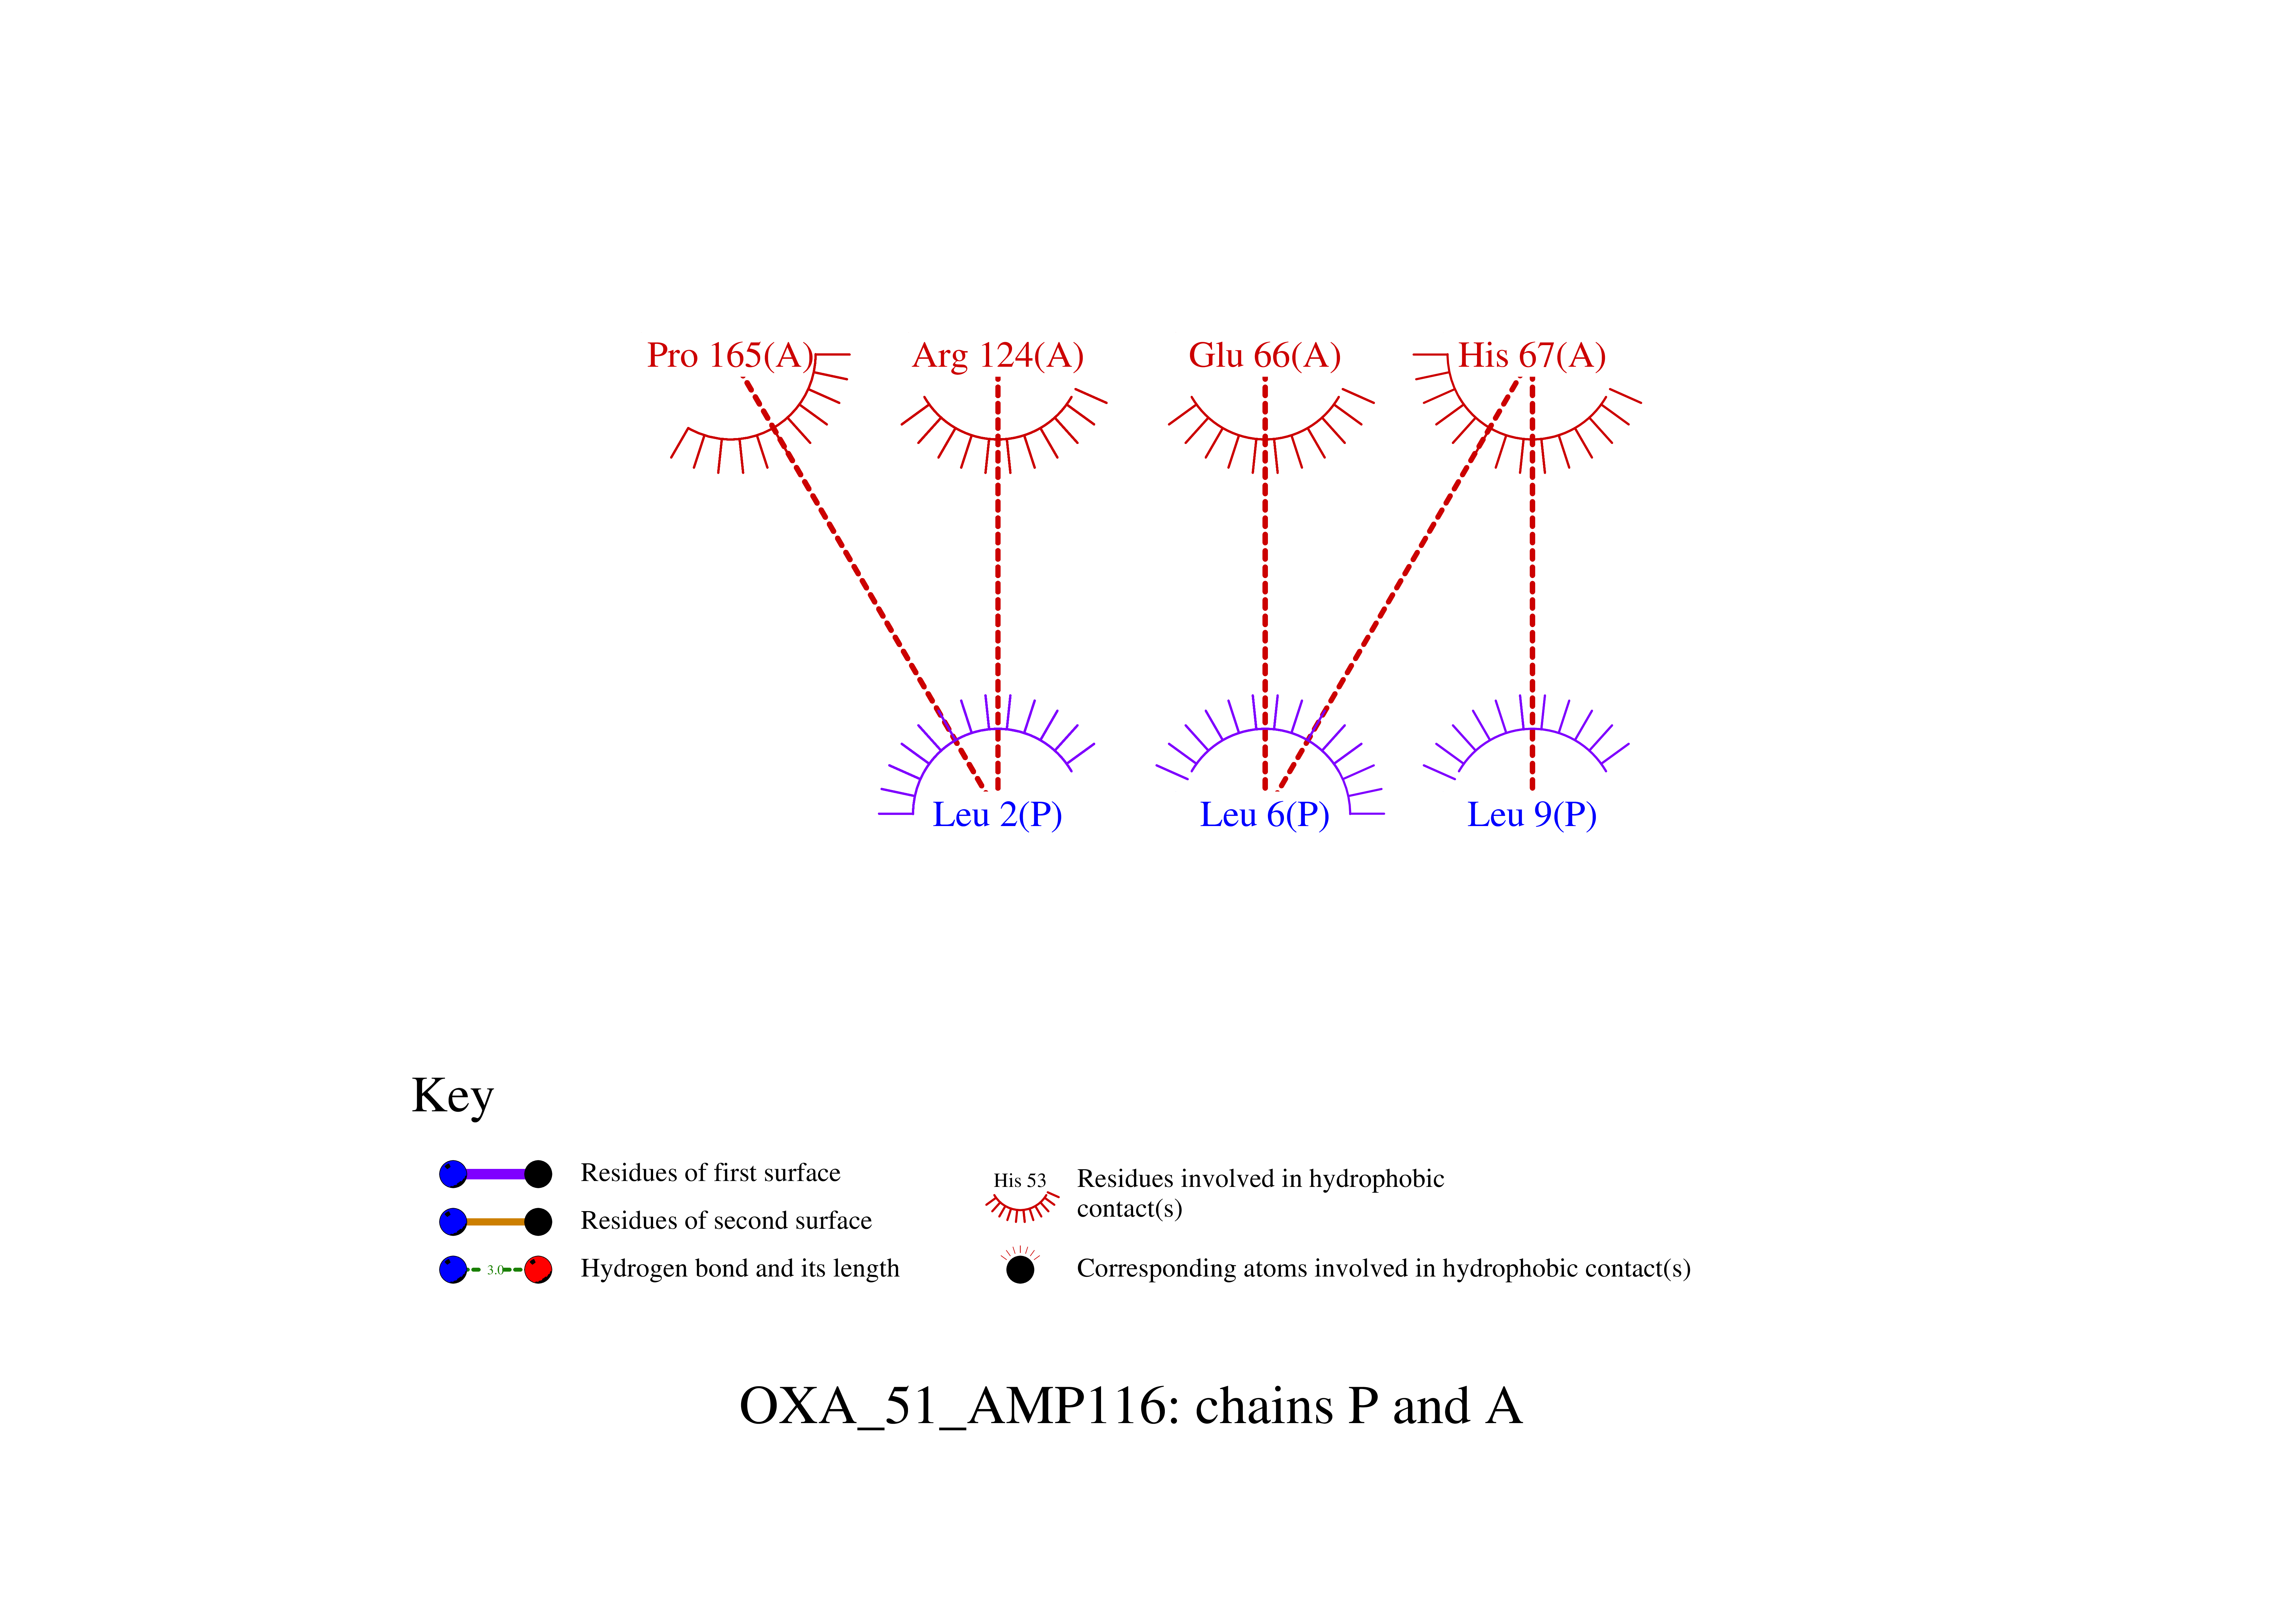 Pro 165(A) Arg 124(A) Glu 66(A) His 67(A)
Leu 2(P) Leu 6(P) Leu 9(P)
Key
Residues of first surface
Residues of second surface
3.0 Hydrogen bond and its length
His 53 Residues involved in hydrophobic
contact(s)
Corresponding atoms involved in hydrophobic contact(s)
OXA_51_AMP116: chains P and A